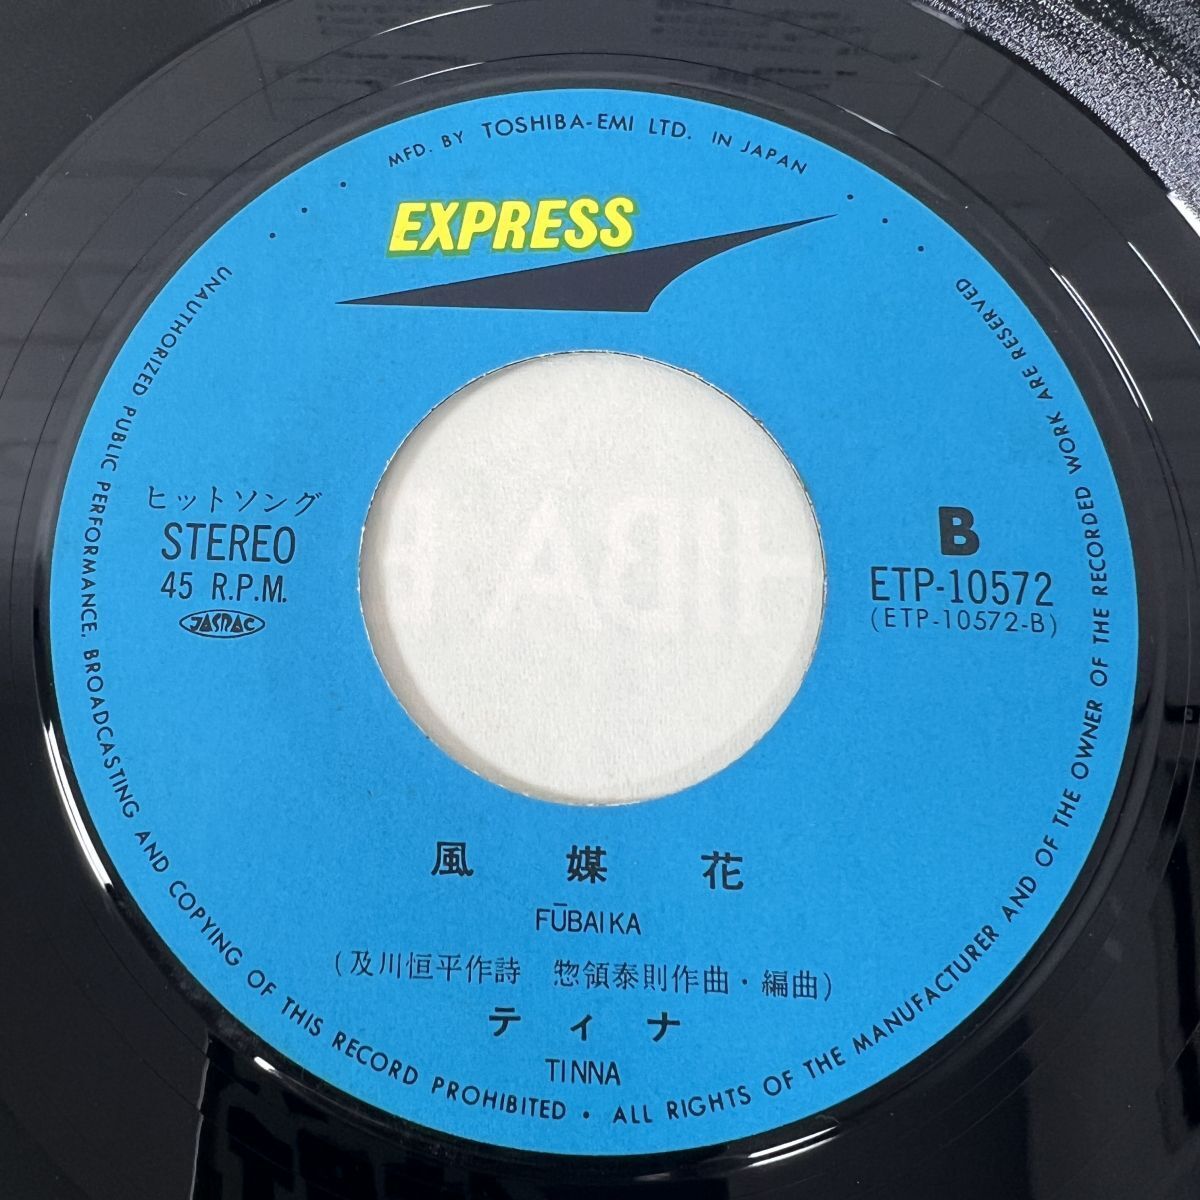 MFD. BY TOSHIBA-EMI LTD. IN JAPAN
EXPRESS
ヒットソング
STEREO
45 R.P.M.
JASRAC
B
ETP-10572
(ETP-10572-B)
風媒花
FŪBAIKA
(及川恒平作詩 惣領泰則作曲・編曲)
ティナ
TINNA
UNAUTHORIZED PUBLIC PERFORMANCE. BROADCASTING AND COPYING OF THIS RECORD PROHIBITED • ALL RIGHTS OF THE MANUFACTURER AND OF THE OWNER OF THE RECORDED WORK ARE RESERVED